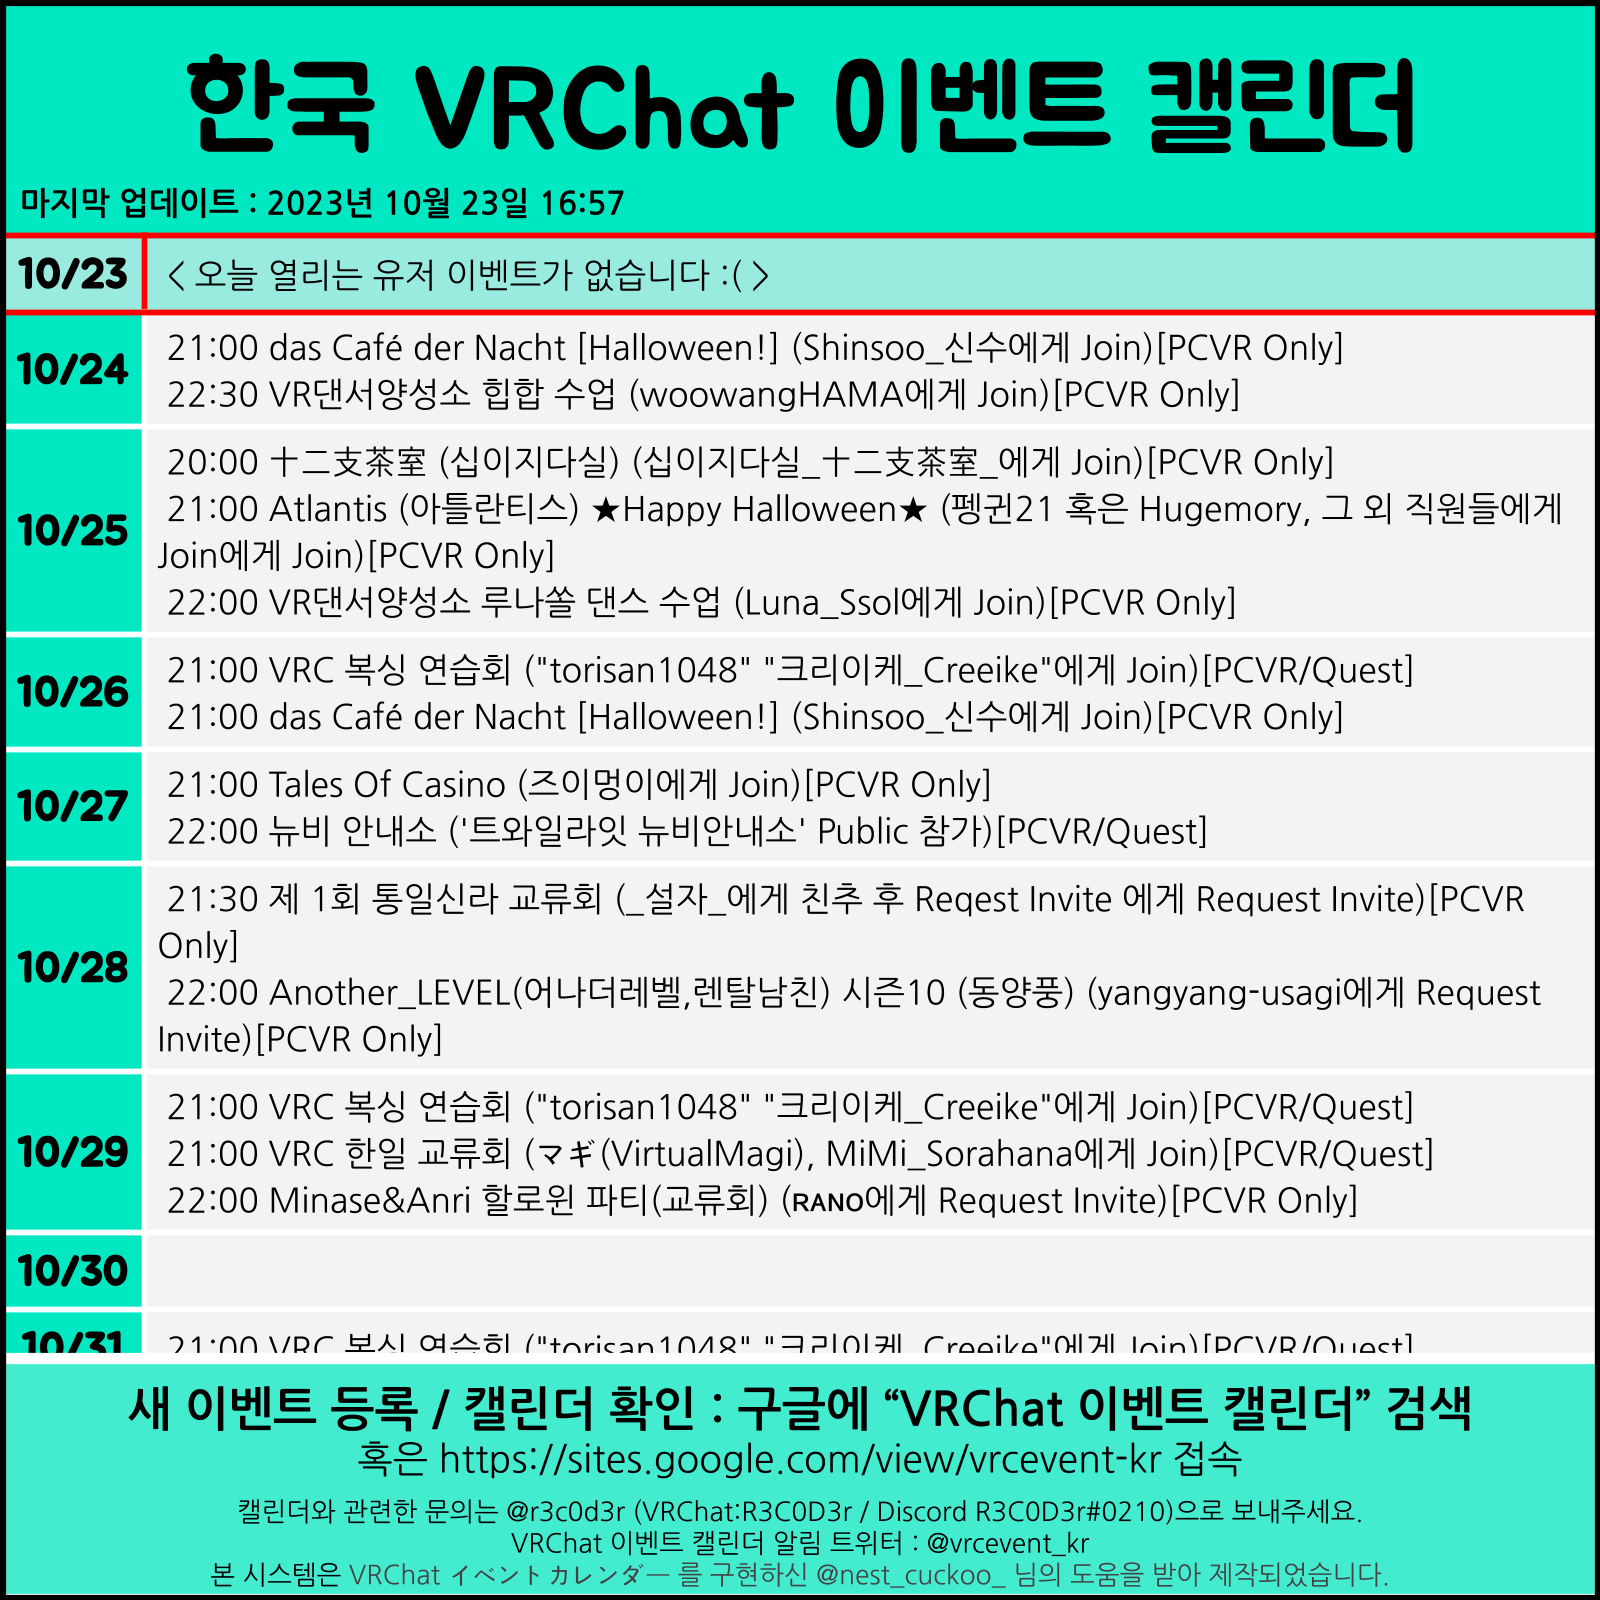 한국 VRChat 이벤트 캘린더
마지막 업데이트 : 2023년 10월 23일 16:57
10/23
< 오늘 열리는 유저 이벤트가 없습니다 :( >
10/24
21:00 das Café der Nacht [Halloween!] (Shinsoo_신수에게 Join)[PCVR Only]
22:30 VR댄서양성소 힙합 수업 (woowangHAMA에게 Join)[PCVR Only]
10/25
20:00 十二支茶室 (십이지다실) (십이지다실_十二支茶室_에게 Join)[PCVR Only]
21:00 Atlantis (아틀란티스) ★Happy Halloween★ (펭귄21 혹은 Hugemory, 그 외 직원들에게
Join에게 Join)[PCVR Only]
22:00 VR댄서양성소 루나쏠 댄스 수업 (Luna_Ssol에게 Join)[PCVR Only]
10/26
21:00 VRC 복싱 연습회 ("torisan1048" "크리이케_Creeike"에게 Join)[PCVR/Quest]
21:00 das Café der Nacht [Halloween!] (Shinsoo_신수에게 Join)[PCVR Only]
10/27
21:00 Tales Of Casino (즈이멍이에게 Join)[PCVR Only]
22:00 뉴비 안내소 ('트와일라잇 뉴비안내소' Public 참가)[PCVR/Quest]
10/28
21:30 제 1회 통일신라 교류회 (_설자_에게 친추 후 Reqest Invite 에게 Request Invite)[PCVR
Only]
22:00 Another_LEVEL(어나더레벨,렌탈남친) 시즌10 (동양풍) (yangyang-usagi에게 Request
Invite)[PCVR Only]
10/29
21:00 VRC 복싱 연습회 ("torisan1048" "크리이케_Creeike"에게 Join)[PCVR/Quest]
21:00 VRC 한일 교류회 (マギ(VirtualMagi), MiMi_Sorahana에게 Join)[PCVR/Quest]
22:00 Minase&Anri 할로윈 파티(교류회) (ʀᴀɴᴏ에게 Request Invite)[PCVR Only]
10/30
10/31
21:00 VRC 복싱 연습회 ("torisan1048" "크리이케_Creeike"에게 Join)[PCVR/Quest]
새 이벤트 등록 / 캘린더 확인 : 구글에 “VRChat 이벤트 캘린더” 검색
혹은 https://sites.google.com/view/vrcevent-kr 접속
캘린더와 관련한 문의는 @r3c0d3r (VRChat:R3C0D3r / Discord R3C0D3r#0210)으로 보내주세요.
VRChat 이벤트 캘린더 알림 트위터 : @vrcevent_kr
본 시스템은 VRChat イベントカレンダー 를 구현하신 @nest_cuckoo_ 님의 도움을 받아 제작되었습니다.